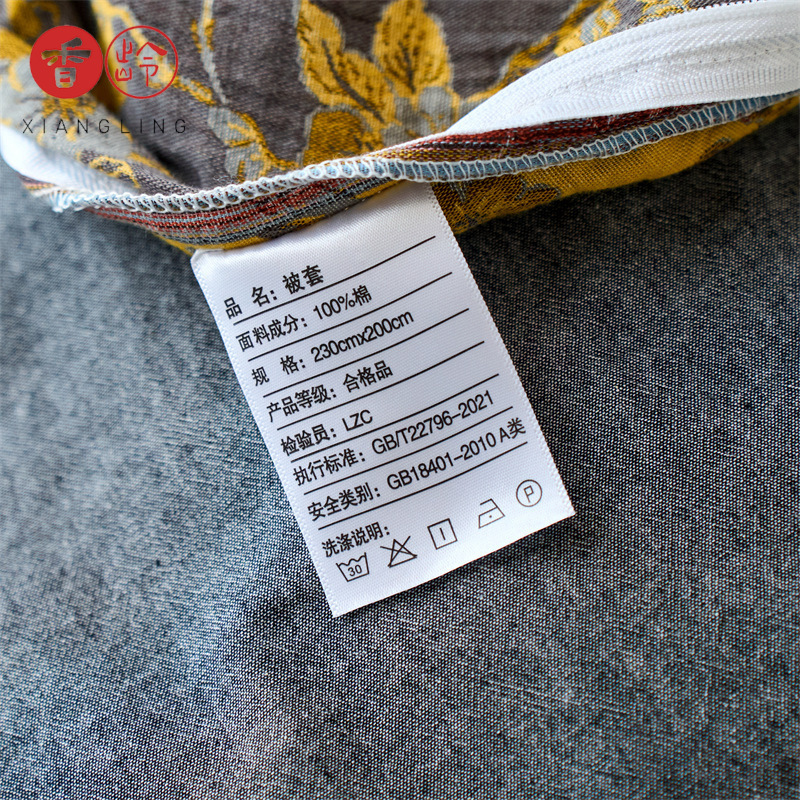 香龄
XIANGLING
品 名：被套
面料成分：100%棉
规 格：230cmx200cm
产品等级：合格品
检验员：LZC
执行标准：GB/T22796-2021
安全类别：GB18401-2010 A类
洗涤说明：
30
P